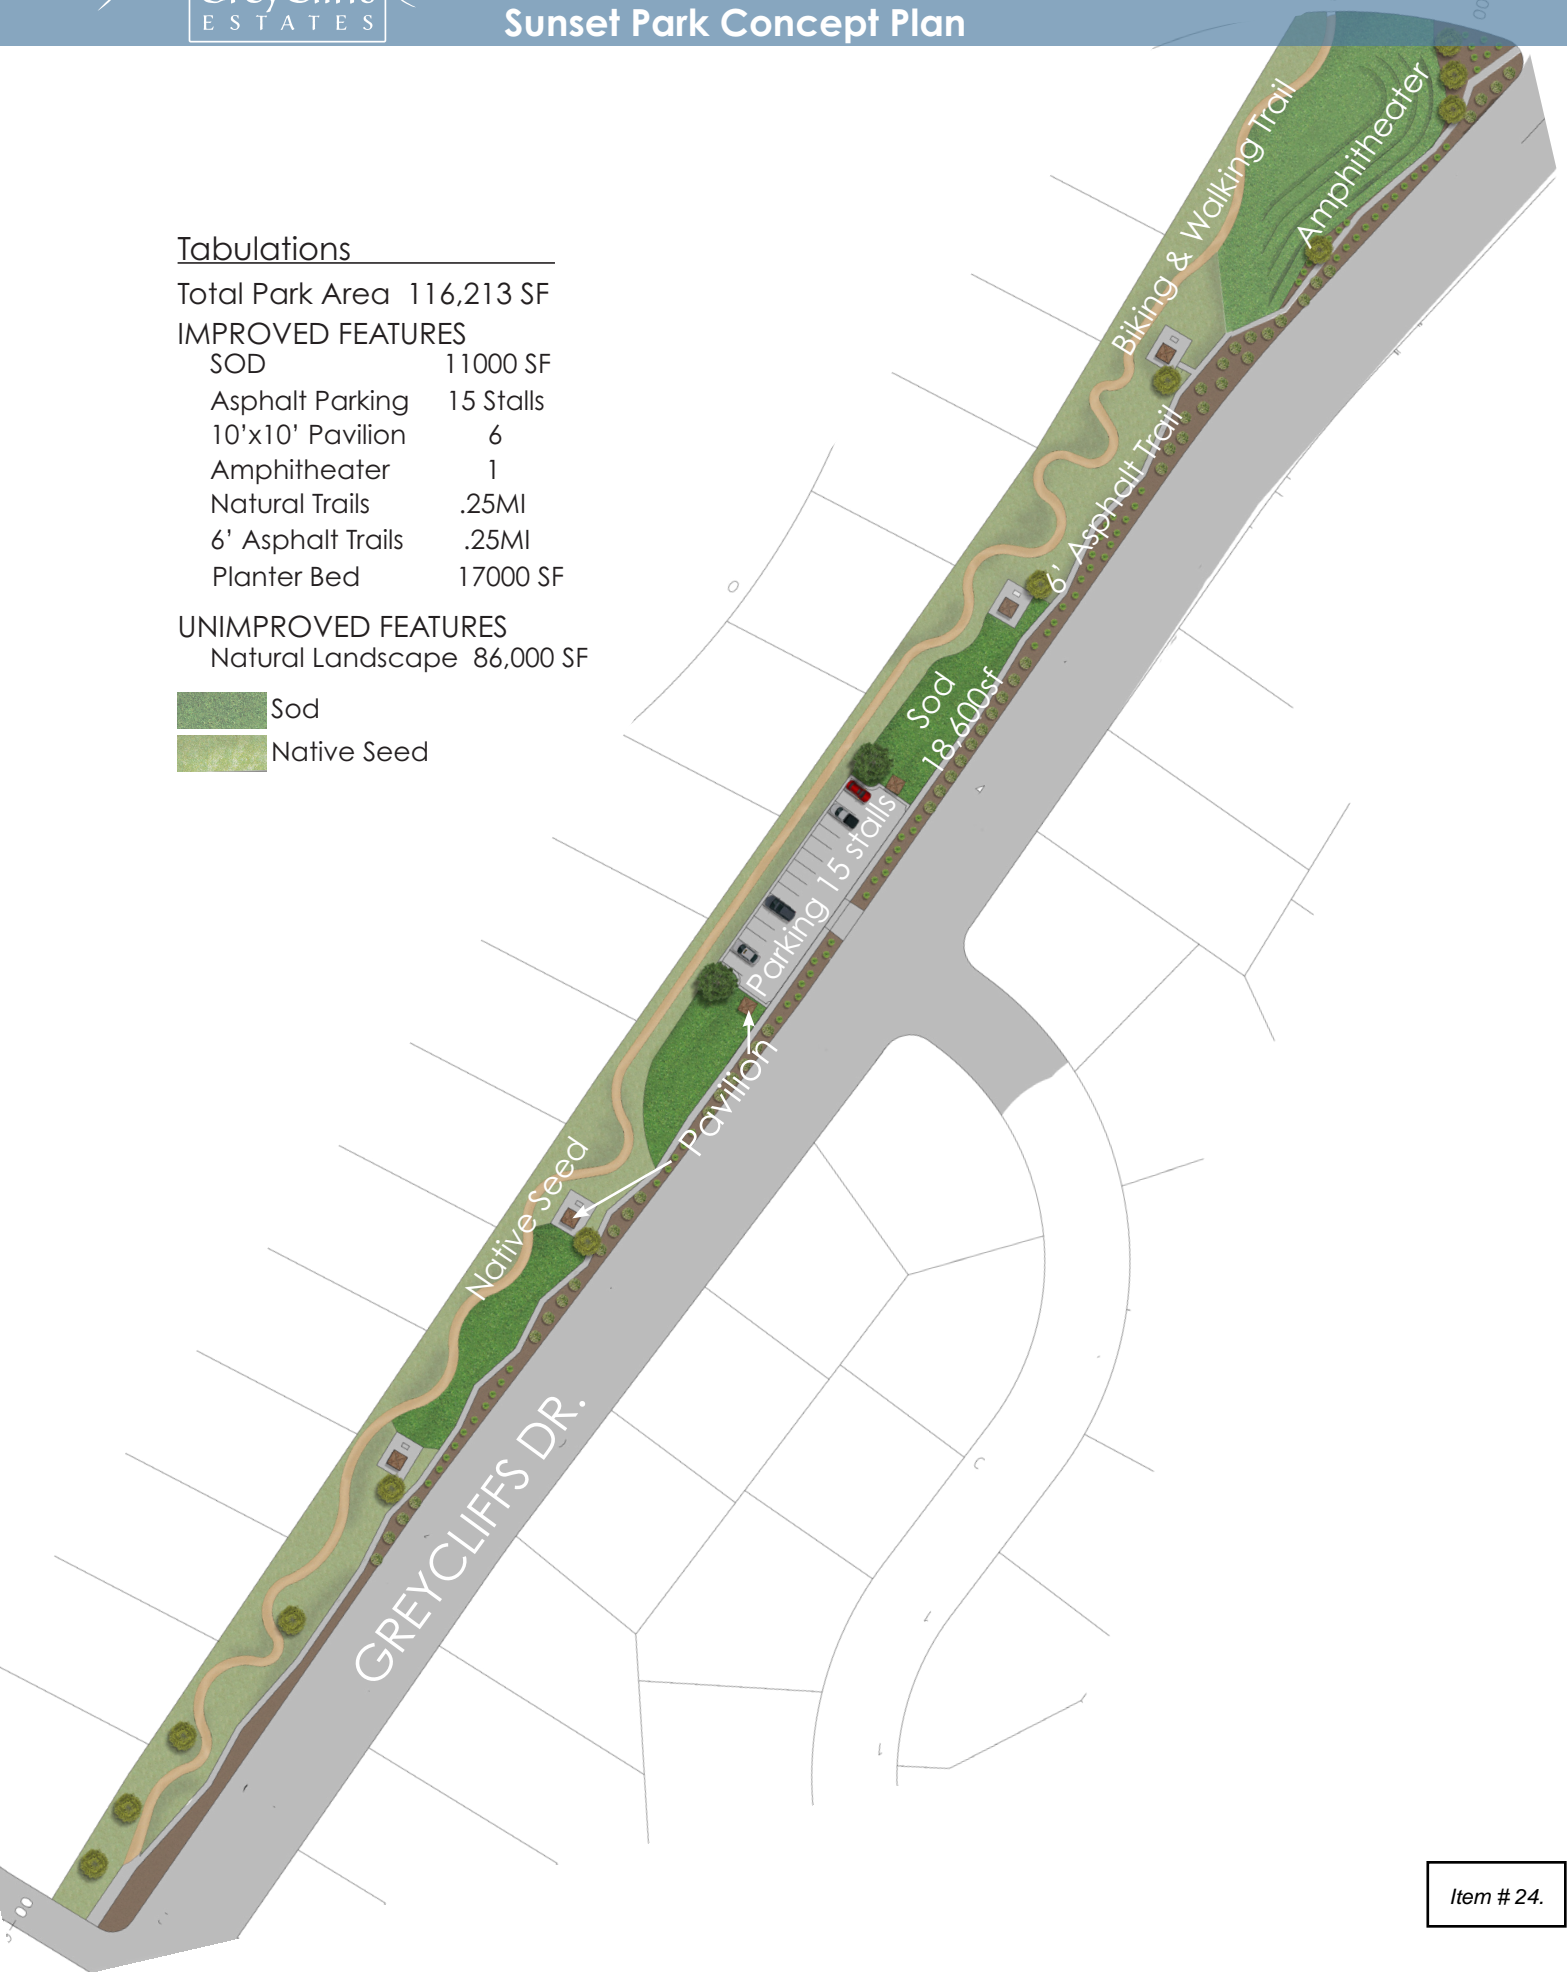 ESTATES
Sunset Park Concept Plan
Tabulations
Total Park Area 116,213 SF
IMPROVED FEATURES
SOD 11000 SF
Asphalt Parking 15 Stalls
10'x10' Pavilion 6
Amphitheater 1
Natural Trails .25MI
6' Asphalt Trails .25MI
Planter Bed 17000 SF
UNIMPROVED FEATURES
Natural Landscape 86,000 SF
Sod
Native Seed
Biking & Walking Trail
Amphitheater
6' Asphalt Trail
Sod
18,600sf
Parking 15 stalls
Pavilion
Native Seed
GREYCLIFFS DR.
Item # 24.